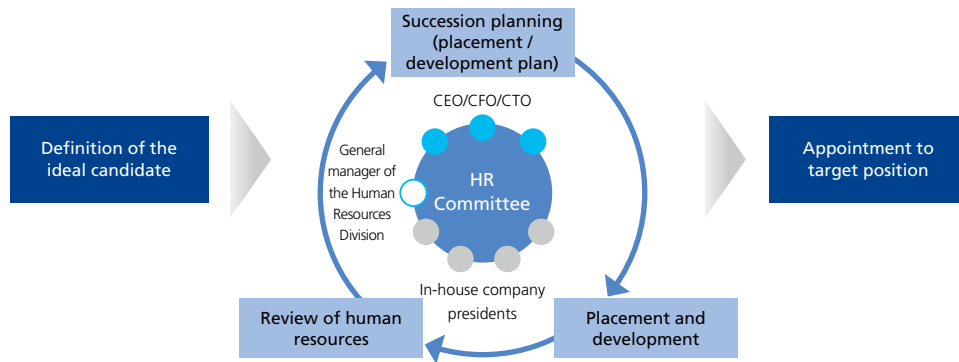 Definition of the
ideal candidate
Succession planning
(placement /
development plan)
CEO/CFO/CTO
General
manager of
the Human
Resources
Division
HR
Committee
In-house company
presidents
Review of human
resources
Placement and
development
Appointment to
target position